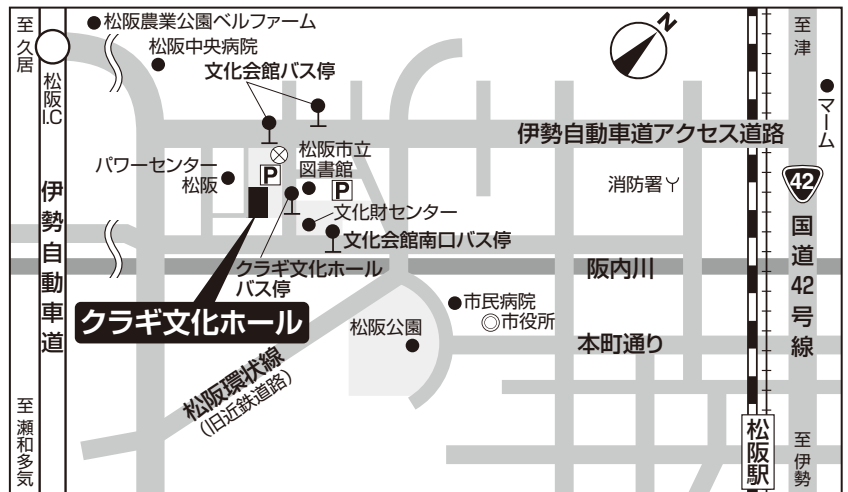 至久居
松阪農業公園ベルファーム
松阪中央病院
文化会館バス停
N
至津
松阪I.C
マーム
伊勢自動車道アクセス道路
松阪市立
図書館
パワーセンター
松阪
P
P
消防署
42
伊勢自動車道
文化財センター
文化会館南口バス停
国道42号線
クラギ文化ホール
バス停
阪内川
クラギ文化ホール
市民病院
市役所
松阪公園
本町通り
松阪環状線
(旧近鉄道路)
至瀬和多気
松阪駅
至伊勢